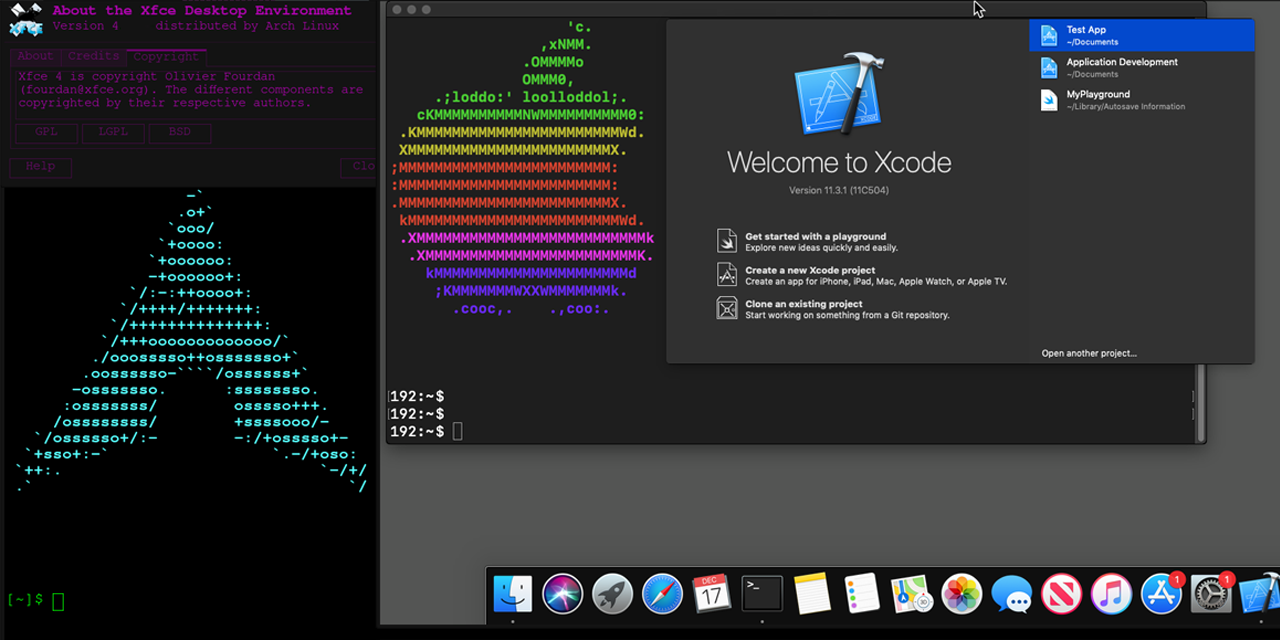 About the Xfce Desktop Environment
Version 4 distributed by Arch Linux
About Credits Copyright
Xfce 4 is copyright Olivier Fourdan
(fourdan@xfce.org). The different components are
copyrighted by their respective authors.
GPL LGPL BSD
Help Clo
-`
.o+`
`ooo/
`+oooo:
`+oooooo:
-+oooooo+:
`/:-:++oooo+:
`/++++/+++++++:
`/++++++++++++++:
`/+++ooooooooooooo/`
./ooosssso++osssssso+`
.oossssso-````/ossssss+`
-osssssso. :ssssssso.
:osssssss/ osssso+++.
/ossssssss/ +ssssooo/-
`/ossssso+/:- -:/+osssso+-
`+sso+:-` `.-/+oso:
`++:. `-/+/
.` `/
[~]$
'c.
,xNMM.
.OMMMMo
OMMM0,
.;loddo:' loolloddol;.
cKMMMMMMMMMMNWMMMMMMMMMM0:
.KMMMMMMMMMMMMMMMMMMMMMMMWd.
XMMMMMMMMMMMMMMMMMMMMMMMX.
;MMMMMMMMMMMMMMMMMMMMMMMM:
:MMMMMMMMMMMMMMMMMMMMMMMM:
.MMMMMMMMMMMMMMMMMMMMMMMMX.
kMMMMMMMMMMMMMMMMMMMMMMMMWd.
.XMMMMMMMMMMMMMMMMMMMMMMMMMMk
.XMMMMMMMMMMMMMMMMMMMMMMMMK.
kMMMMMMMMMMMMMMMMMMMMMMd
;KMMMMMMMWXXWMMMMMMMk.
.cooc,. .,coo:.
192:~$
192:~$
192:~$
Welcome to Xcode
Version 11.3.1 (11C504)
Get started with a playground
Explore new ideas quickly and easily.
Create a new Xcode project
Create an app for iPhone, iPad, Mac, Apple Watch, or Apple TV.
Clone an existing project
Start working on something from a Git repository.
Test App
~/Documents
Application Development
~/Documents
MyPlayground
~/Library/Autosave Information
Open another project...
DEC
17
>_
3D
1
1